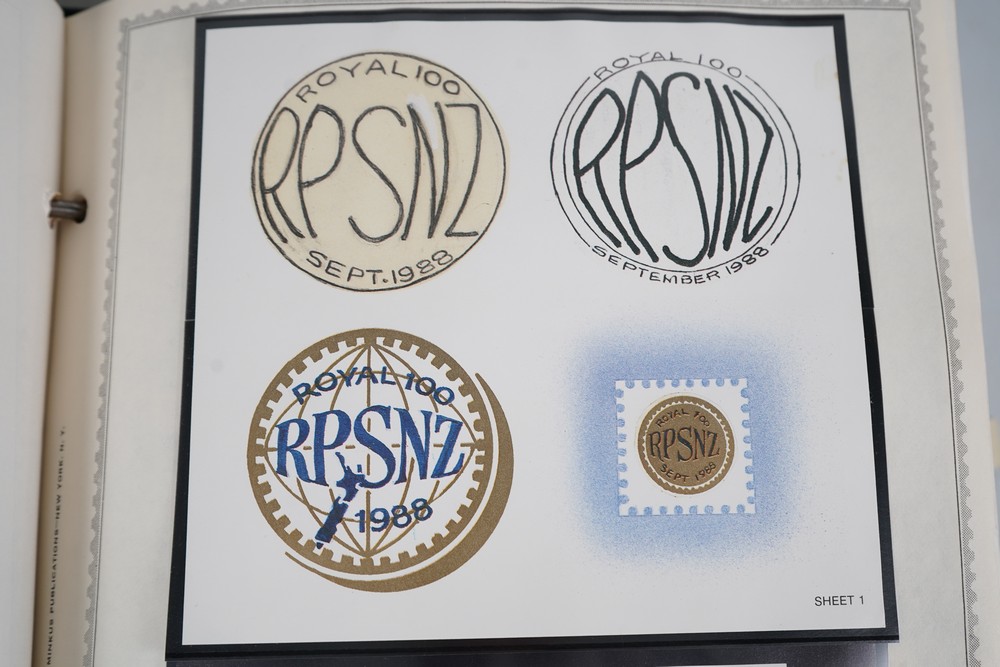 ROYAL 100
RPSNZ
SEPT. 1988
ROYAL 100
RPSNZ
SEPTEMBER 1988
ROYAL 100
RPSNZ
1988
ROYAL 100
RPSNZ
SEPT 1988
SHEET 1
MINKUS PUBLICATIONS—NEW YORK, N. Y.